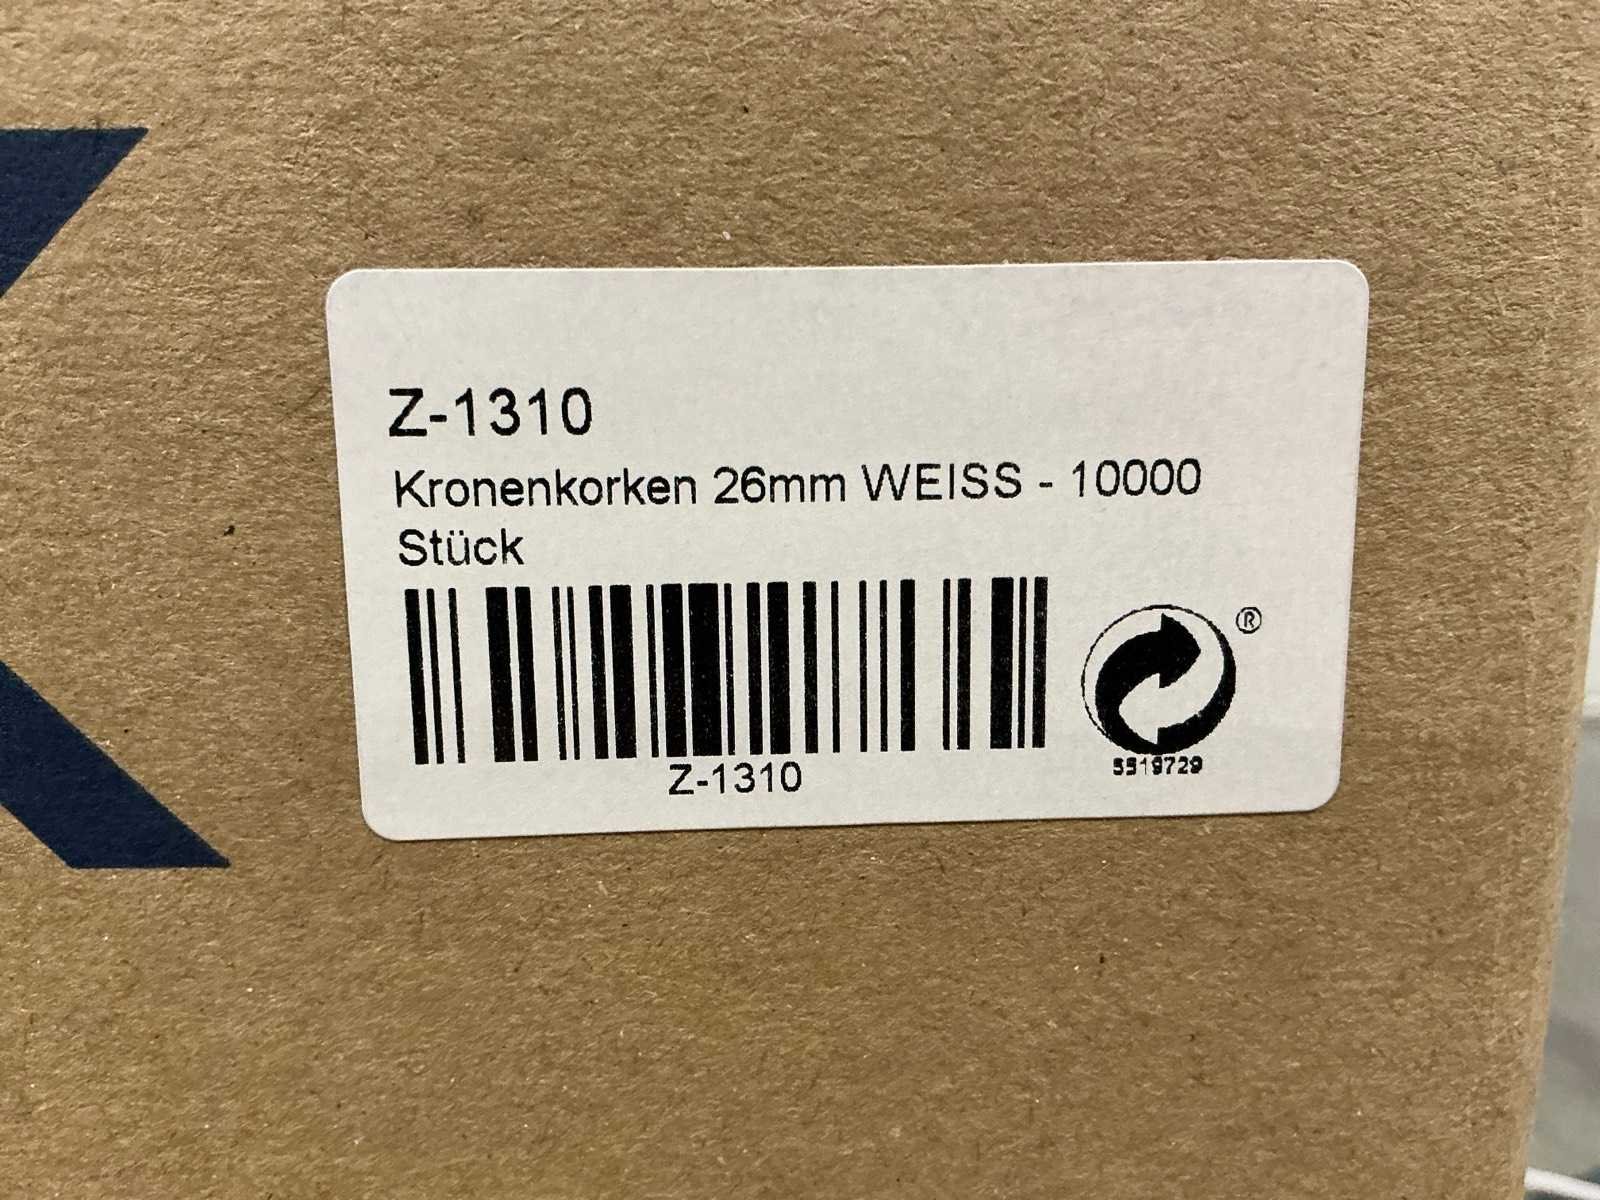 Z-1310
Kronenkorken 26mm WEISS - 10000
Stück
®
Z-1310
5519729